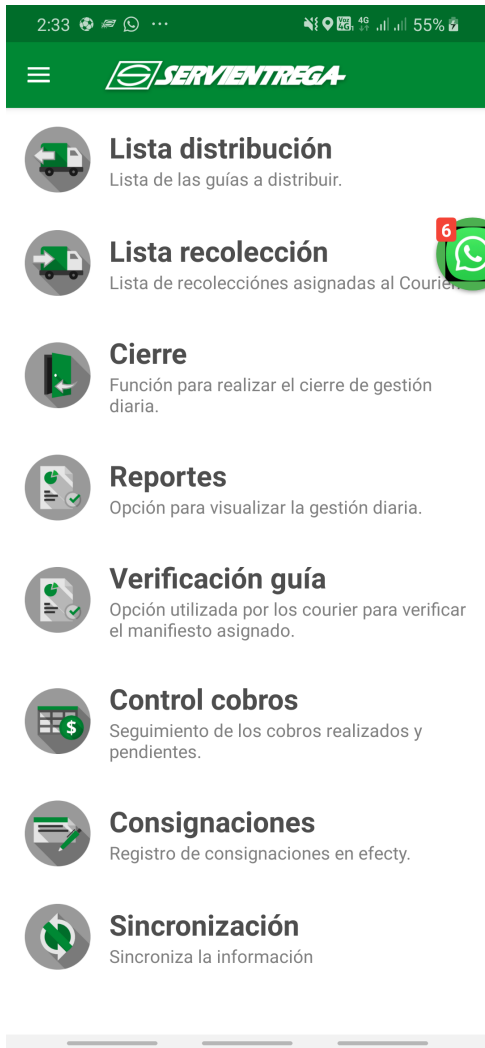 2:33
Voz 4G 4G 55%
SERVIENTREGA
Lista distribución
Lista de las guías a distribuir.
6
Lista recolección
Lista de recolecciónes asignadas al Courier.
Cierre
Función para realizar el cierre de gestión
diaria.
Reportes
Opción para visualizar la gestión diaria.
Verificación guía
Opción utilizada por los courier para verificar
el manifiesto asignado.
Control cobros
$
Seguimiento de los cobros realizados y
pendientes.
Consignaciones
Registro de consignaciones en efecty.
Sincronización
Sincroniza la información